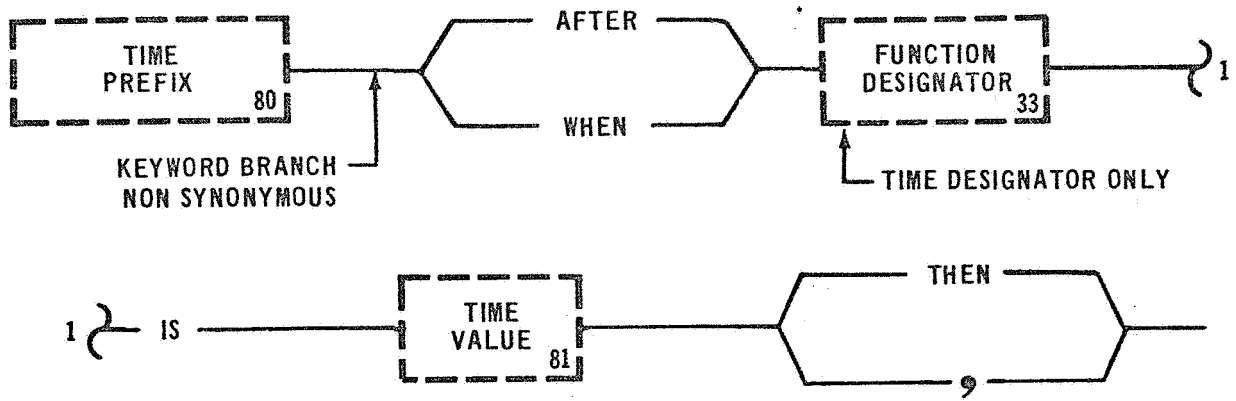 TIME
PREFIX
80
AFTER
WHEN
FUNCTION
DESIGNATOR
33
1
KEYWORD BRANCH
NON SYNONYMOUS
TIME DESIGNATOR ONLY
1
IS
TIME
VALUE
81
THEN
,